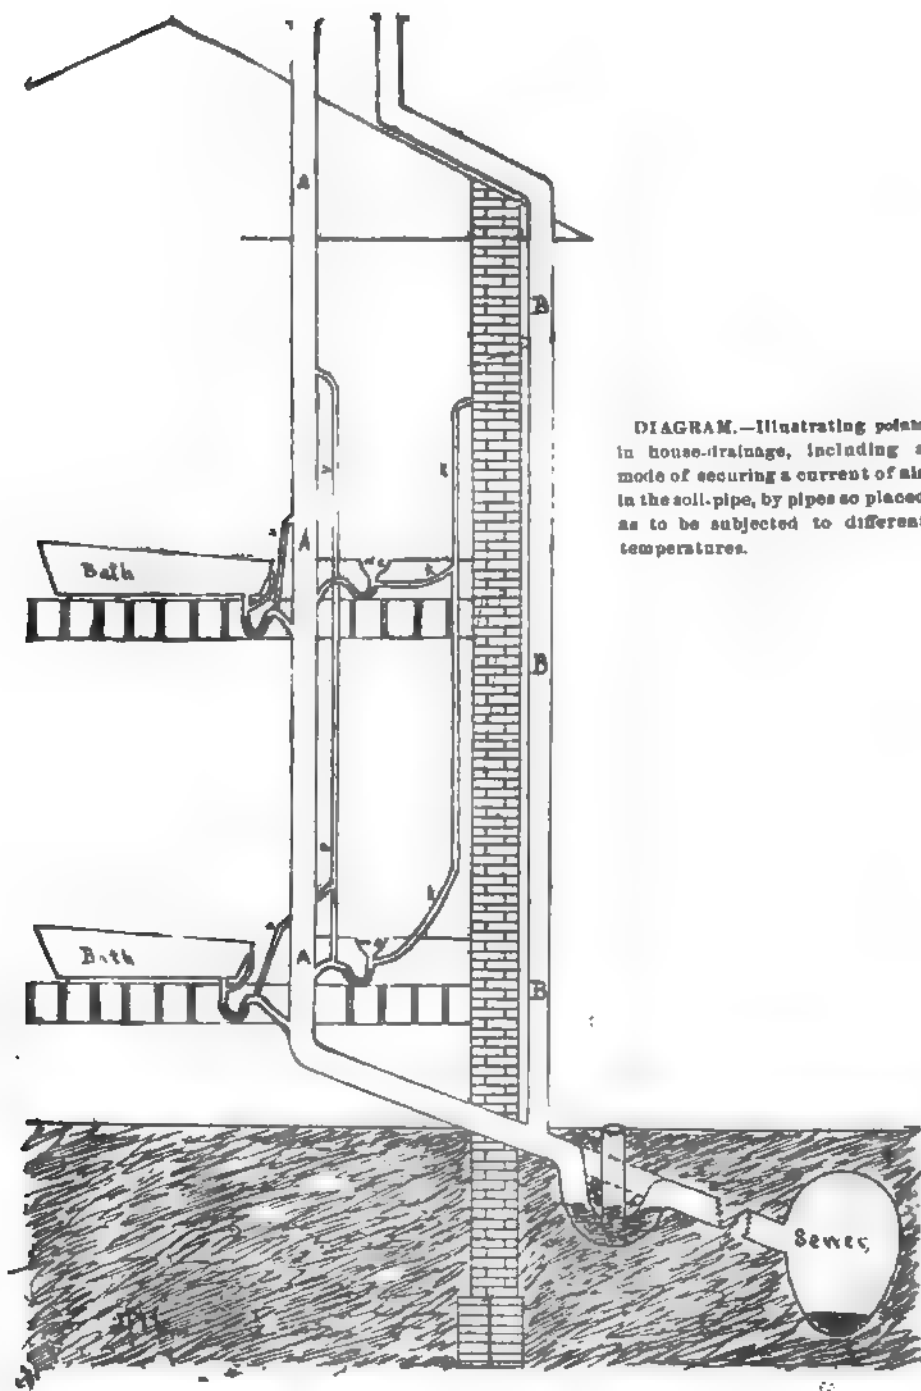 A
B
DIAGRAM.—Illustrating points
in house-drainage, including a
mode of securing a current of air
in the soil-pipe, by pipes so placed
as to be subjected to different
temperatures.
A
Bath
B
Bath
A
B
Sewer,